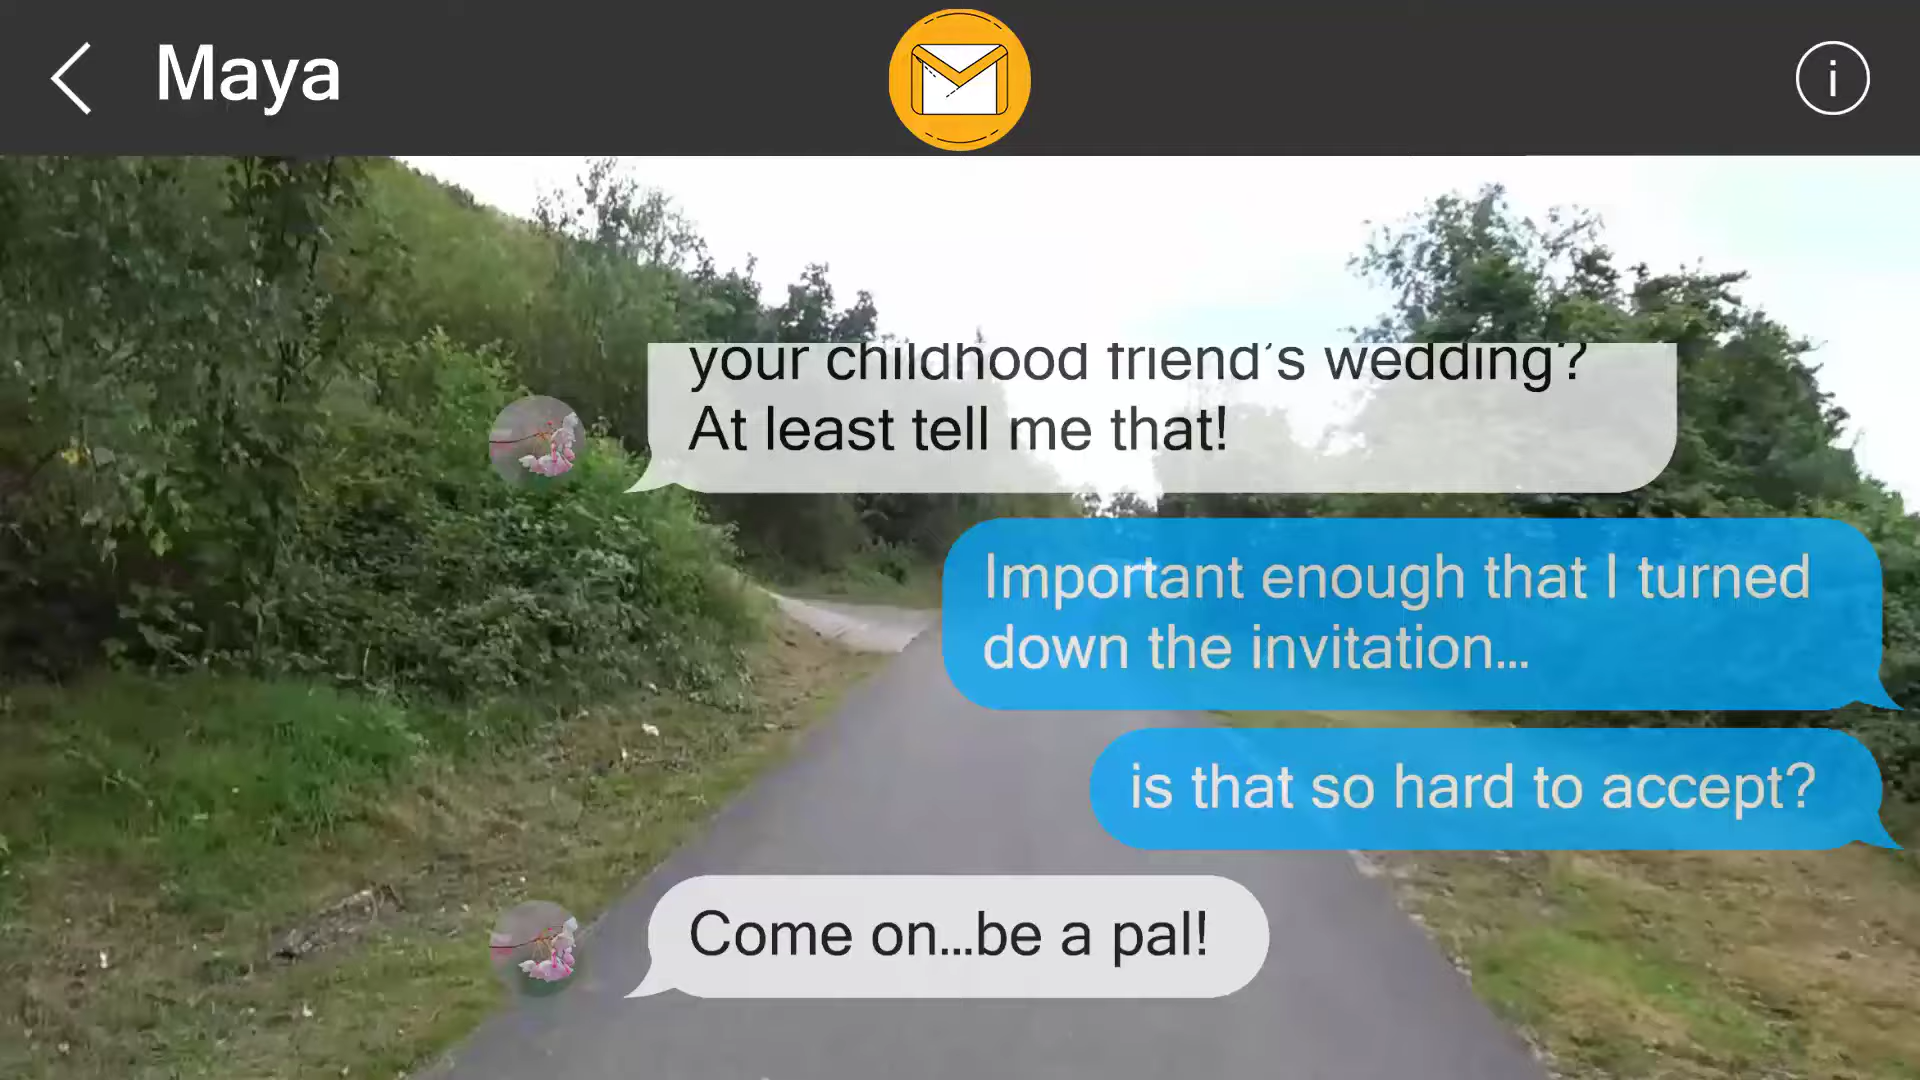 Maya
your childhood friend's wedding?
At least tell me that!
Important enough that I turned
down the invitation...
is that so hard to accept?
Come on...be a pal!